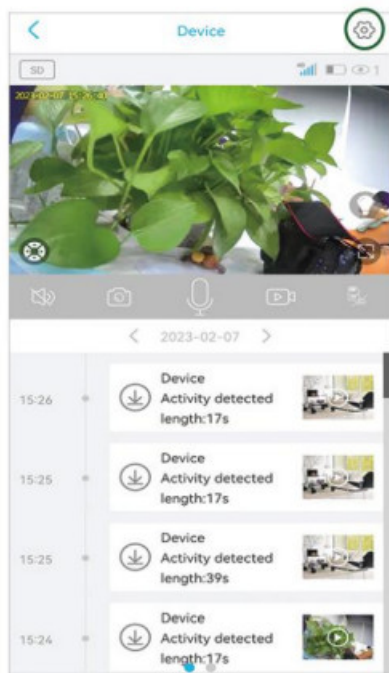 Device
SD
1
2023-02-07
15:26
Device
Activity detected
length:17s
15:25
Device
Activity detected
length:17s
15:25
Device
Activity detected
length:39s
15:24
Device
Activity detected
length:17s